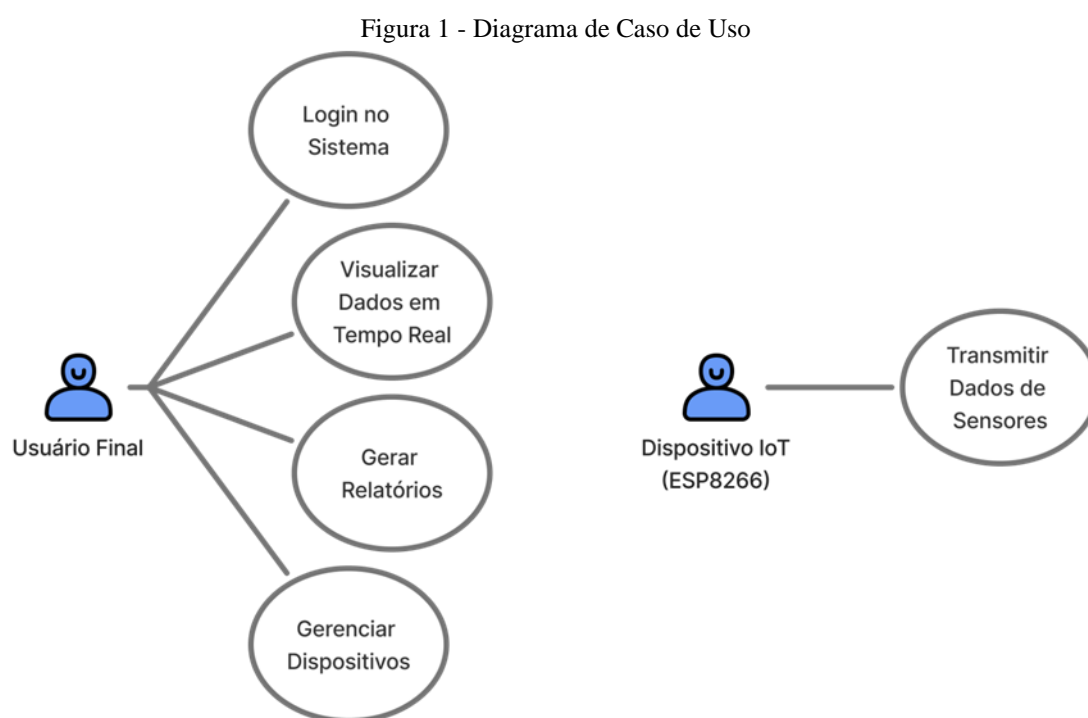 Figura 1 - Diagrama de Caso de Uso
Login no
Sistema
Visualizar
Dados em
Tempo Real
Usuário Final
Gerar
Relatórios
Gerenciar
Dispositivos
Dispositivo IoT
(ESP8266)
Transmitir
Dados de
Sensores